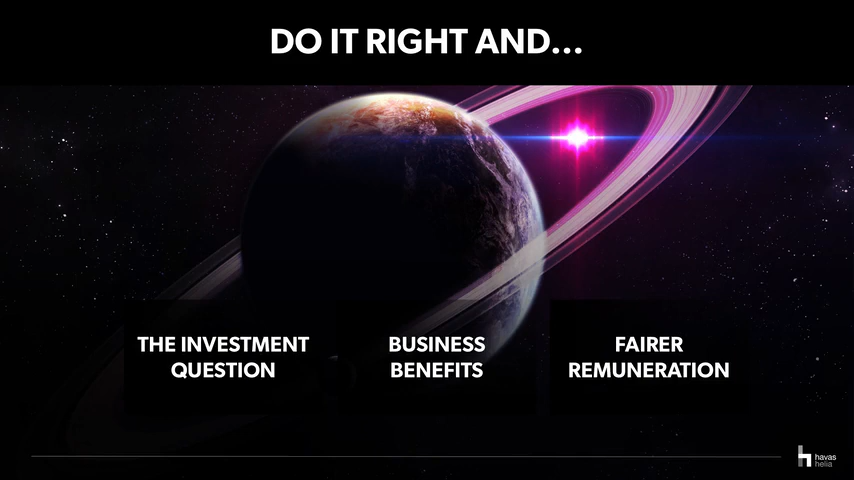 DO IT RIGHT AND...
THE INVESTMENT
QUESTION
BUSINESS
BENEFITS
FAIRER
REMUNERATION
havas
helia